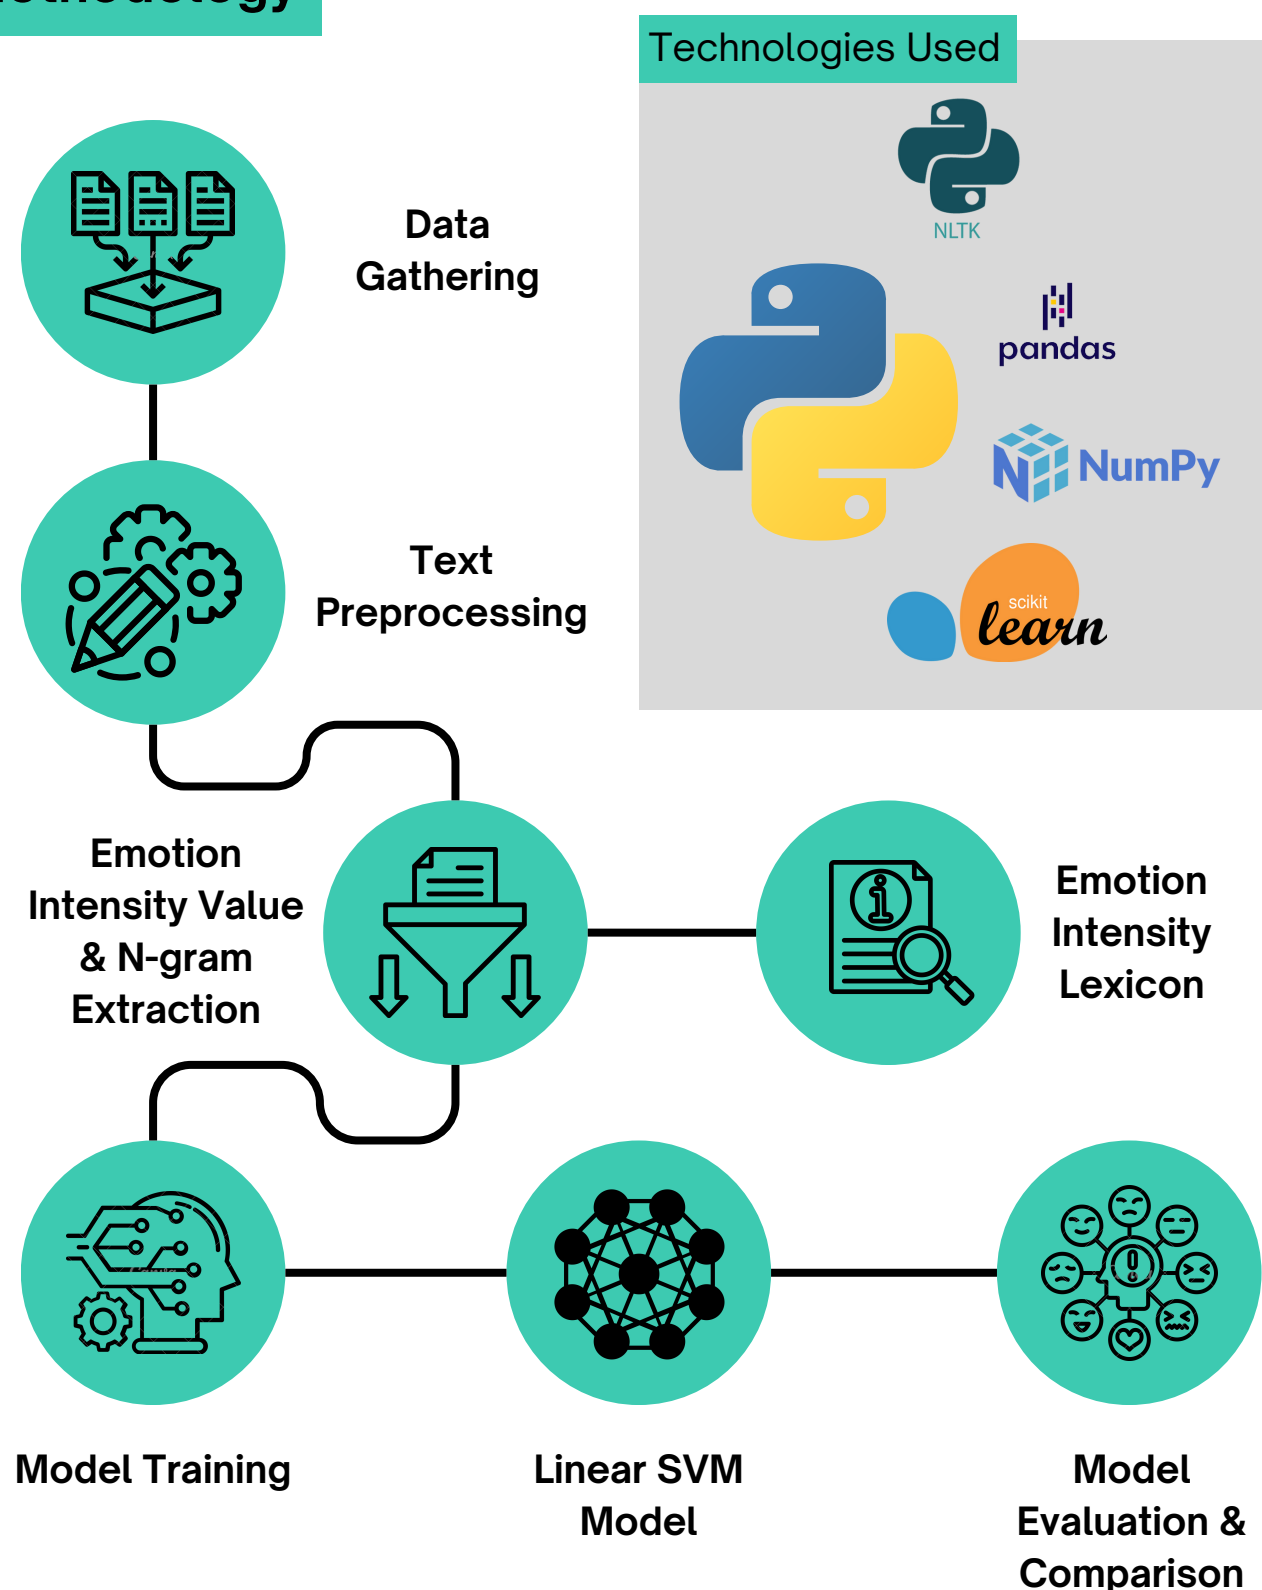 Methodology
Technologies Used
NLTK
pandas
NumPy
scikit
learn
Data
Gathering
Text
Preprocessing
Emotion
Intensity Value
& N-gram
Extraction
Emotion
Intensity
Lexicon
Model Training
Linear SVM
Model
Model
Evaluation &
Comparison